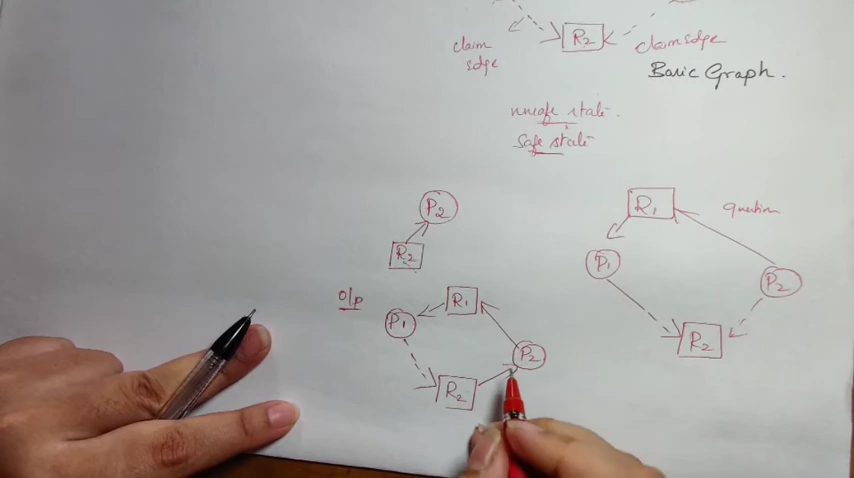 R2
claim
edge
claim edge
Basic Graph.
unsafe state.
safe state
P2
R2
R1
question
P1
P2
R2
O/p
R1
P1
P2
R2